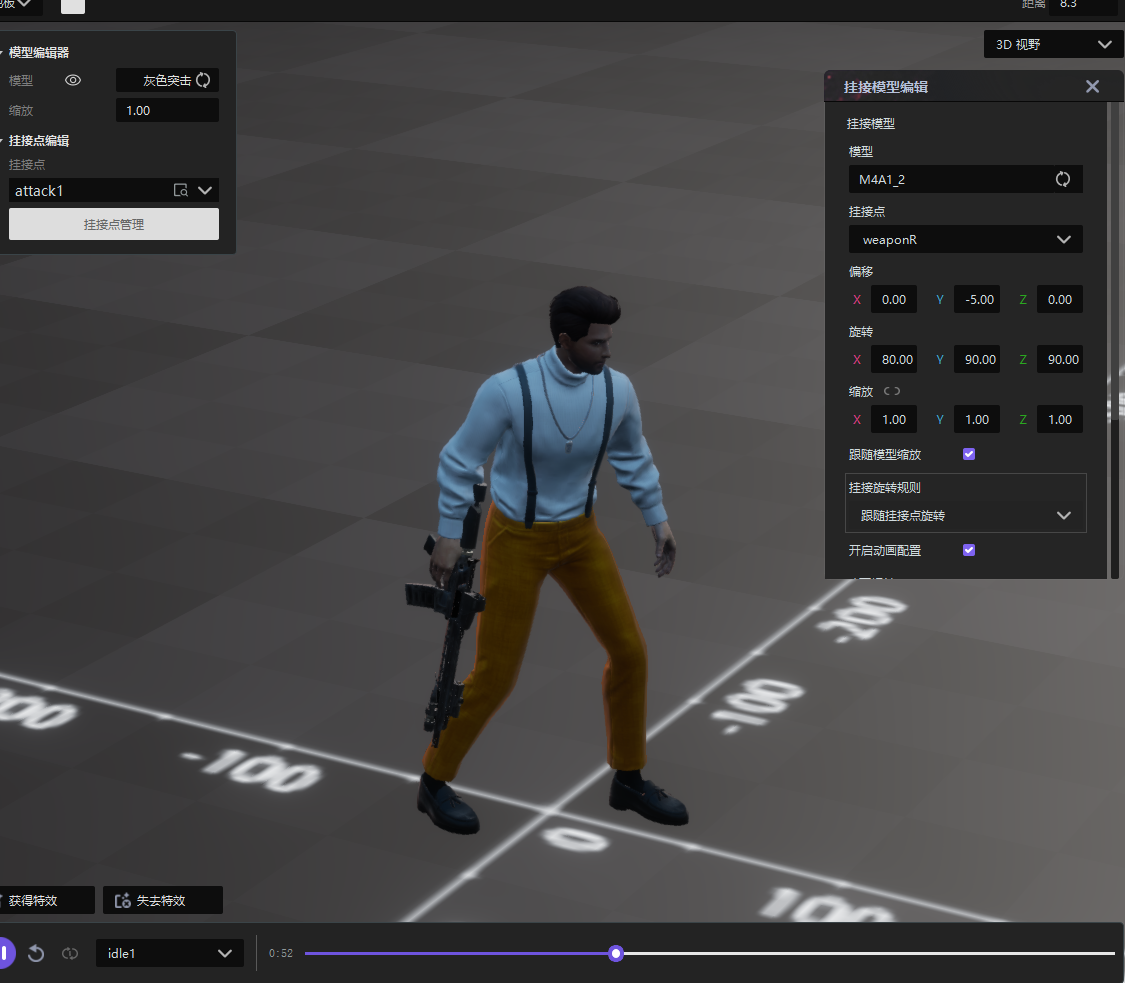 板
距离 8.3
模型编辑器
模型 灰色突击
缩放 1.00
挂接点编辑
挂接点
attack1
挂接点管理
3D 视野
挂接模型编辑
挂接模型
模型
M4A1_2
挂接点
weaponR
偏移
X 0.00 Y -5.00 Z 0.00
旋转
X 80.00 Y 90.00 Z 90.00
缩放
X 1.00 Y 1.00 Z 1.00
跟随模型缩放
挂接旋转规则
跟随挂接点旋转
开启动画配置
-200
-100
-100
0
100
获得特效 失去特效
idle1 0:52